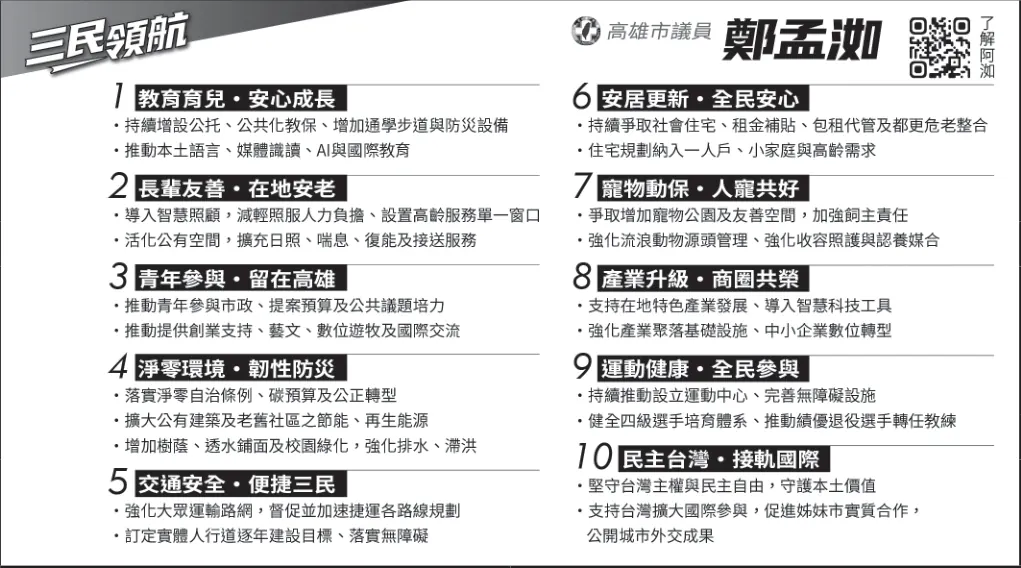 三民領航
高雄市議員 鄭孟洳
了解阿洳
1 教育育兒・安心成長
・持續增設公托、公共化教保、增加通學步道與防災設備
・推動本土語言、媒體識讀、AI與國際教育
2 長輩友善・在地安老
・導入智慧照顧，減輕照服人力負擔、設置高齡服務單一窗口
・活化公有空間，擴充日照、喘息、復能及接送服務
3 青年參與・留在高雄
・推動青年參與市政、提案預算及公共議題培力
・推動提供創業支持、藝文、數位遊牧及國際交流
4 淨零環境・韌性防災
・落實淨零自治條例、碳預算及公正轉型
・擴大公有建築及老舊社區之節能、再生能源
・增加樹蔭、透水鋪面及校園綠化，強化排水、滯洪
5 交通安全・便捷三民
・強化大眾運輸路網，督促並加速捷運各路線規劃
・訂定實體人行道逐年建設目標、落實無障礙
6 安居更新・全民安心
・持續爭取社會住宅、租金補貼、包租代管及都更危老整合
・住宅規劃納入一人戶、小家庭與高齡需求
7 寵物動保・人寵共好
・爭取增加寵物公園及友善空間，加強飼主責任
・強化流浪動物源頭管理、強化收容照護與認養媒合
8 產業升級・商圈共榮
・支持在地特色產業發展、導入智慧科技工具
・強化產業聚落基礎設施、中小企業數位轉型
9 運動健康・全民參與
・持續推動設立運動中心、完善無障礙設施
・健全四級選手培育體系、推動績優退役選手轉任教練
10 民主台灣・接軌國際
・堅守台灣主權與民主自由，守護本土價值
・支持台灣擴大國際參與，促進姊妹市實質合作，
公開城市外交成果